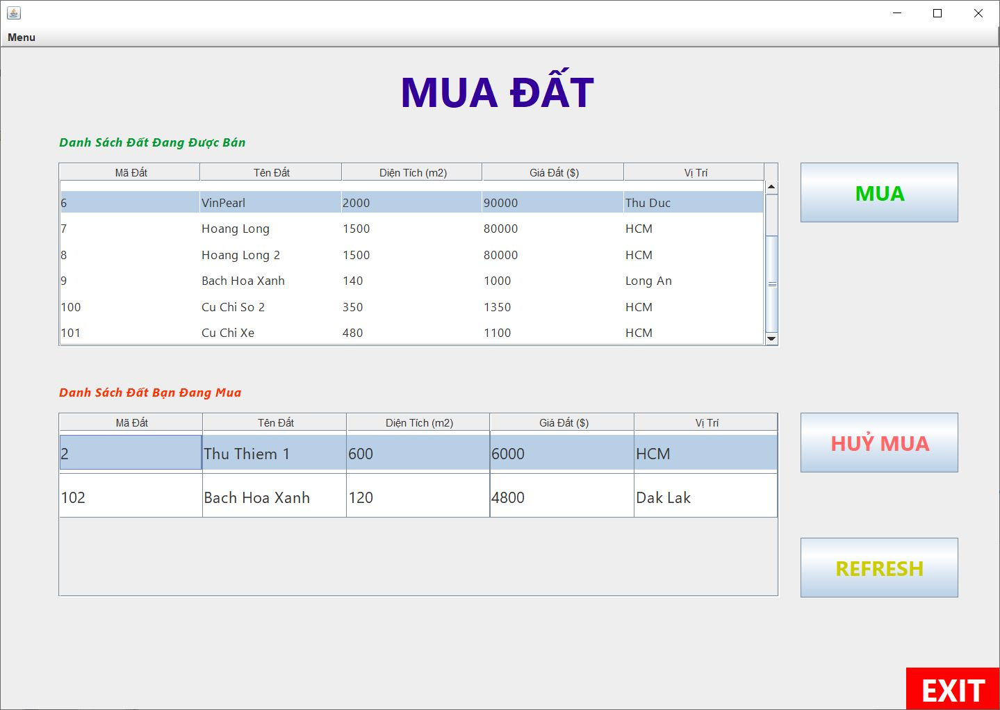 Menu
MUA ĐẤT
Danh Sách Đất Đang Được Bán
Mã Đất Tên Đất Diện Tích (m2) Giá Đất ($) Vị Trí
6 VinPearl 2000 90000 Thu Duc
7 Hoang Long 1500 80000 HCM
8 Hoang Long 2 1500 80000 HCM
9 Bach Hoa Xanh 140 1000 Long An
100 Cu Chi So 2 350 1350 HCM
101 Cu Chi Xe 480 1100 HCM
MUA
Danh Sách Đất Bạn Đang Mua
Mã Đất Tên Đất Diện Tích (m2) Giá Đất ($) Vị Trí
2 Thu Thiem 1 600 6000 HCM
102 Bach Hoa Xanh 120 4800 Dak Lak
HUỶ MUA
REFRESH
EXIT